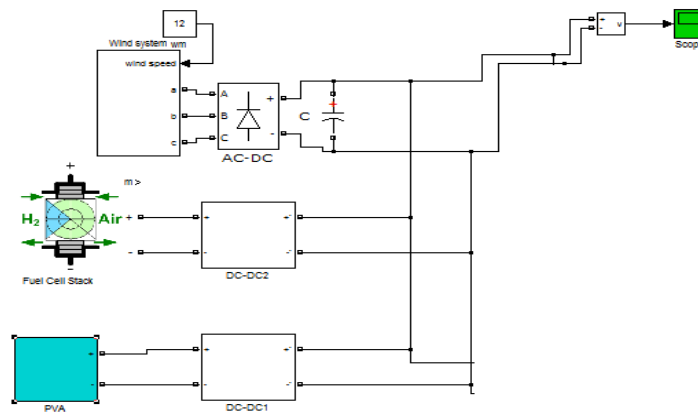 12
Wind system wm
wind speed
a
b
c
A
B
C
+
-
AC-DC
C
+
+
-
v
Scop
m >
+
H2
Air
-
Fuel Cell Stack
+
-
+
-
+
-
DC-DC2
+
-
PVA
+
-
+
-
DC-DC1